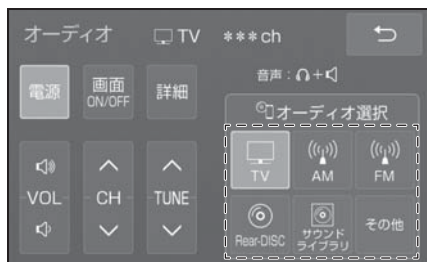 オーディオ TV ***ch
電源
画面
ON/OFF
詳細
音声:+
オーディオ選択
VOL
CH
TUNE
TV
AM
FM
Rear-DISC
サウンド
ライブラリ
その他